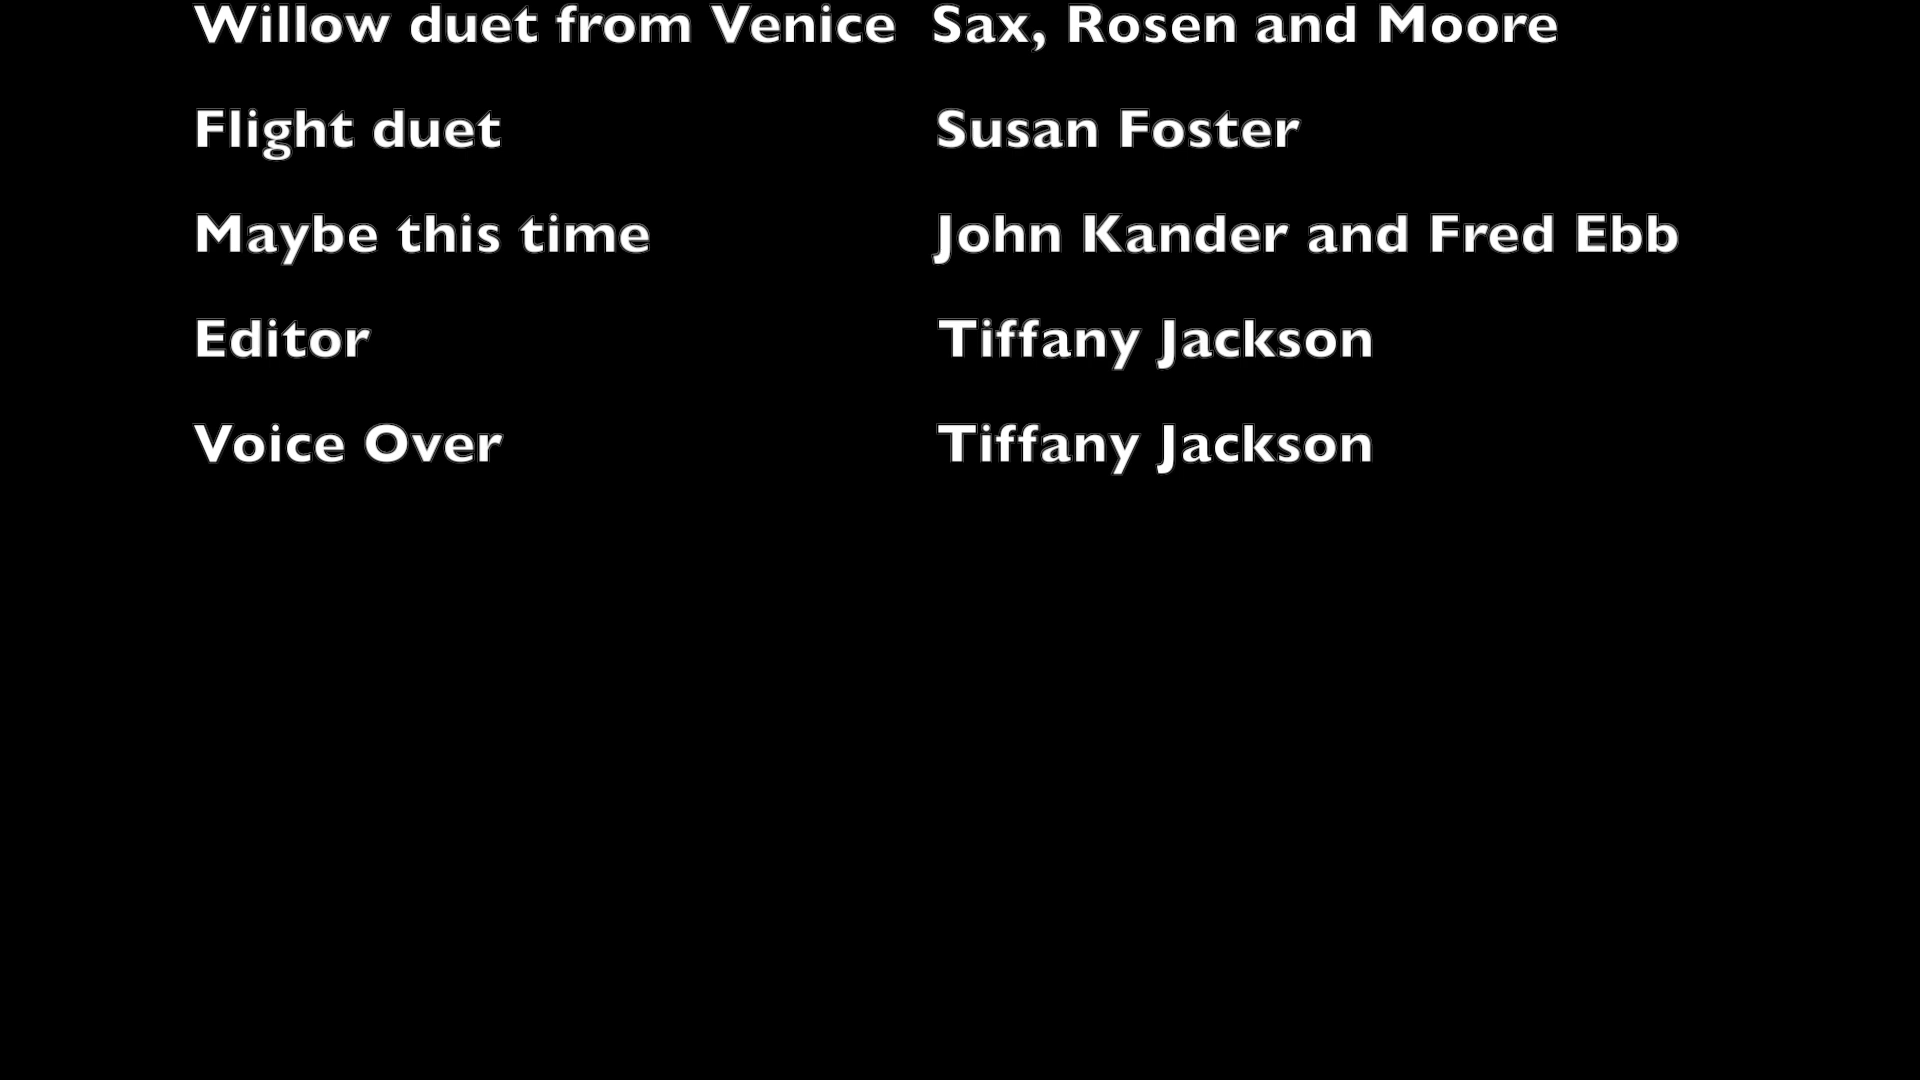 Willow duet from Venice Sax, Rosen and Moore
Flight duet Susan Foster
Maybe this time John Kander and Fred Ebb
Editor Tiffany Jackson
Voice Over Tiffany Jackson